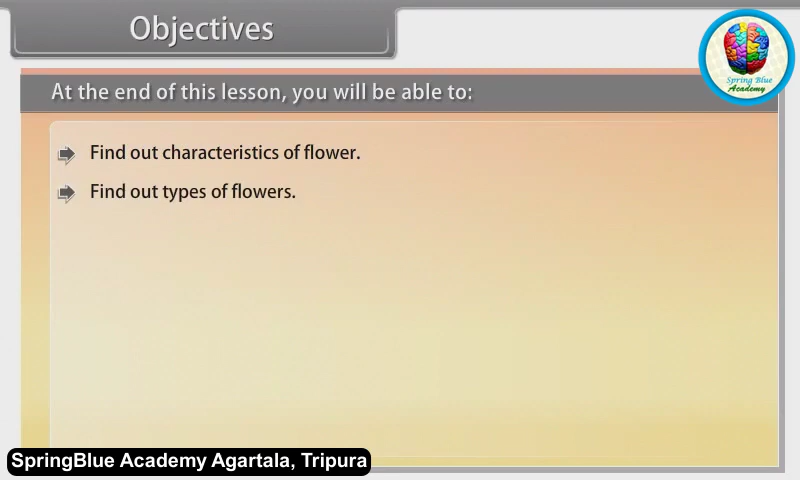 Objectives
Spring Blue
Academy
At the end of this lesson, you will be able to:
Find out characteristics of flower.
Find out types of flowers.
SpringBlue Academy Agartala, Tripura